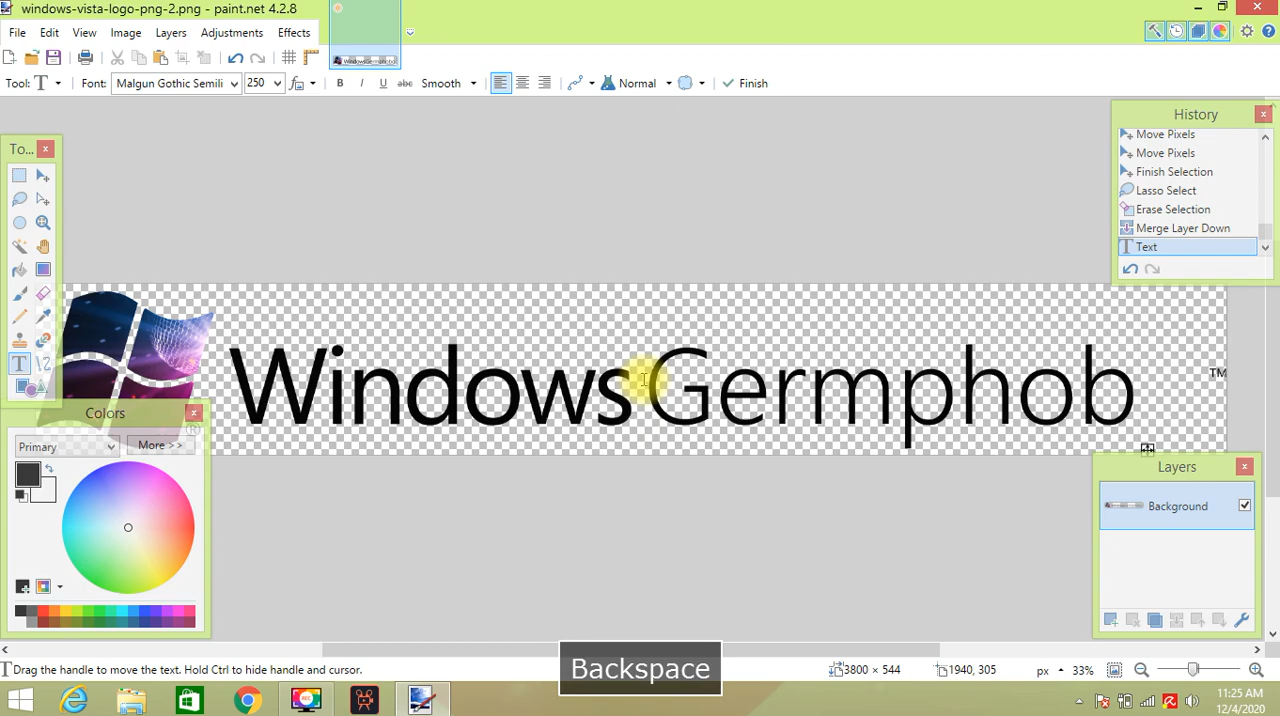 windows-vista-logo-png-2.png - paint.net 4.2.8
File Edit View Image Layers Adjustments Effects
Tool: T Font: Malgun Gothic Semili 250 fx B I U abc Smooth Normal Finish
To...
History
Move Pixels
Move Pixels
Finish Selection
Lasso Select
Erase Selection
Merge Layer Down
Text
Windows Germphob ™
®
Colors
Primary More >>
Layers
Background
Backspace
Drag the handle to move the text. Hold Ctrl to hide handle and cursor. 3800 × 544 1940, 305 px 33%
11:25 AM
12/4/2020